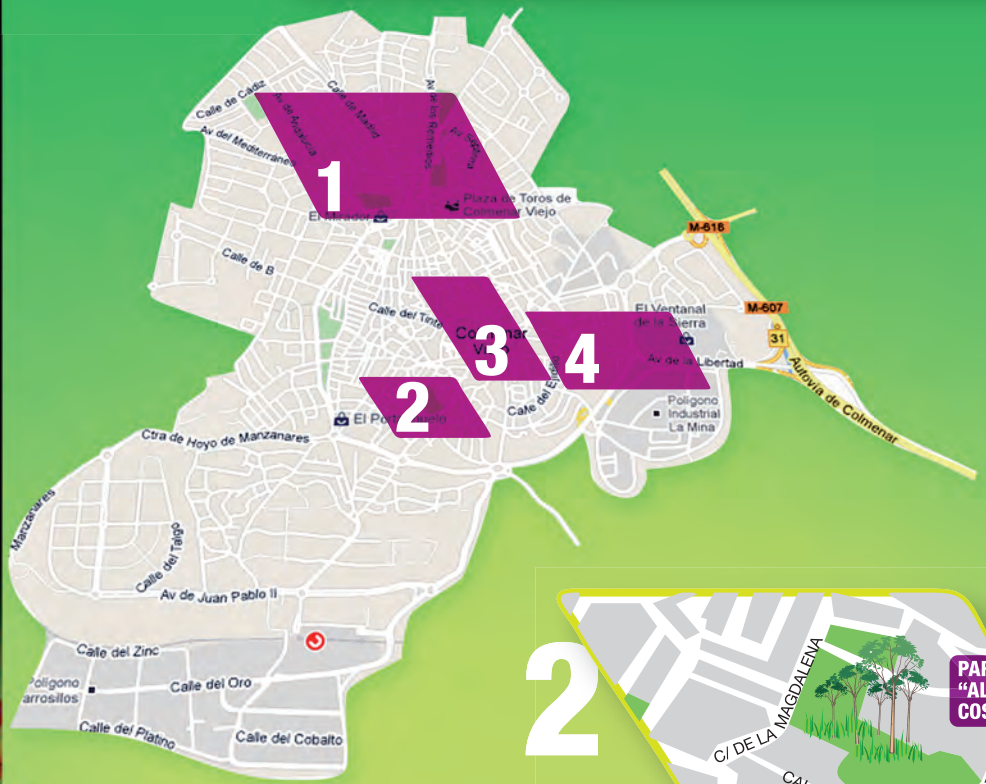 Calle de Cádiz
Av de Andalucía
Calle de Madrid
Av de los Remedios
Av del Mediterráneo
1
El Mirador
Plaza de Toros de
Colmenar Viejo
M-618
Calle de B
Calle del Tinte
3
El Ventanal
de la Sierra
M-607
31
4
Av de la Libertad
Autovía de Colmenar
2
Calle del
Polígono
Industrial
La Mina
Ctra de Hoyo de Manzanares
Manzanares
Calle del Talgo
Av de Juan Pablo II
Calle del Zinc
Calle del Oro
Calle del Platino
Calle del Cobalto
2
C/ DE LA MAGDALENA